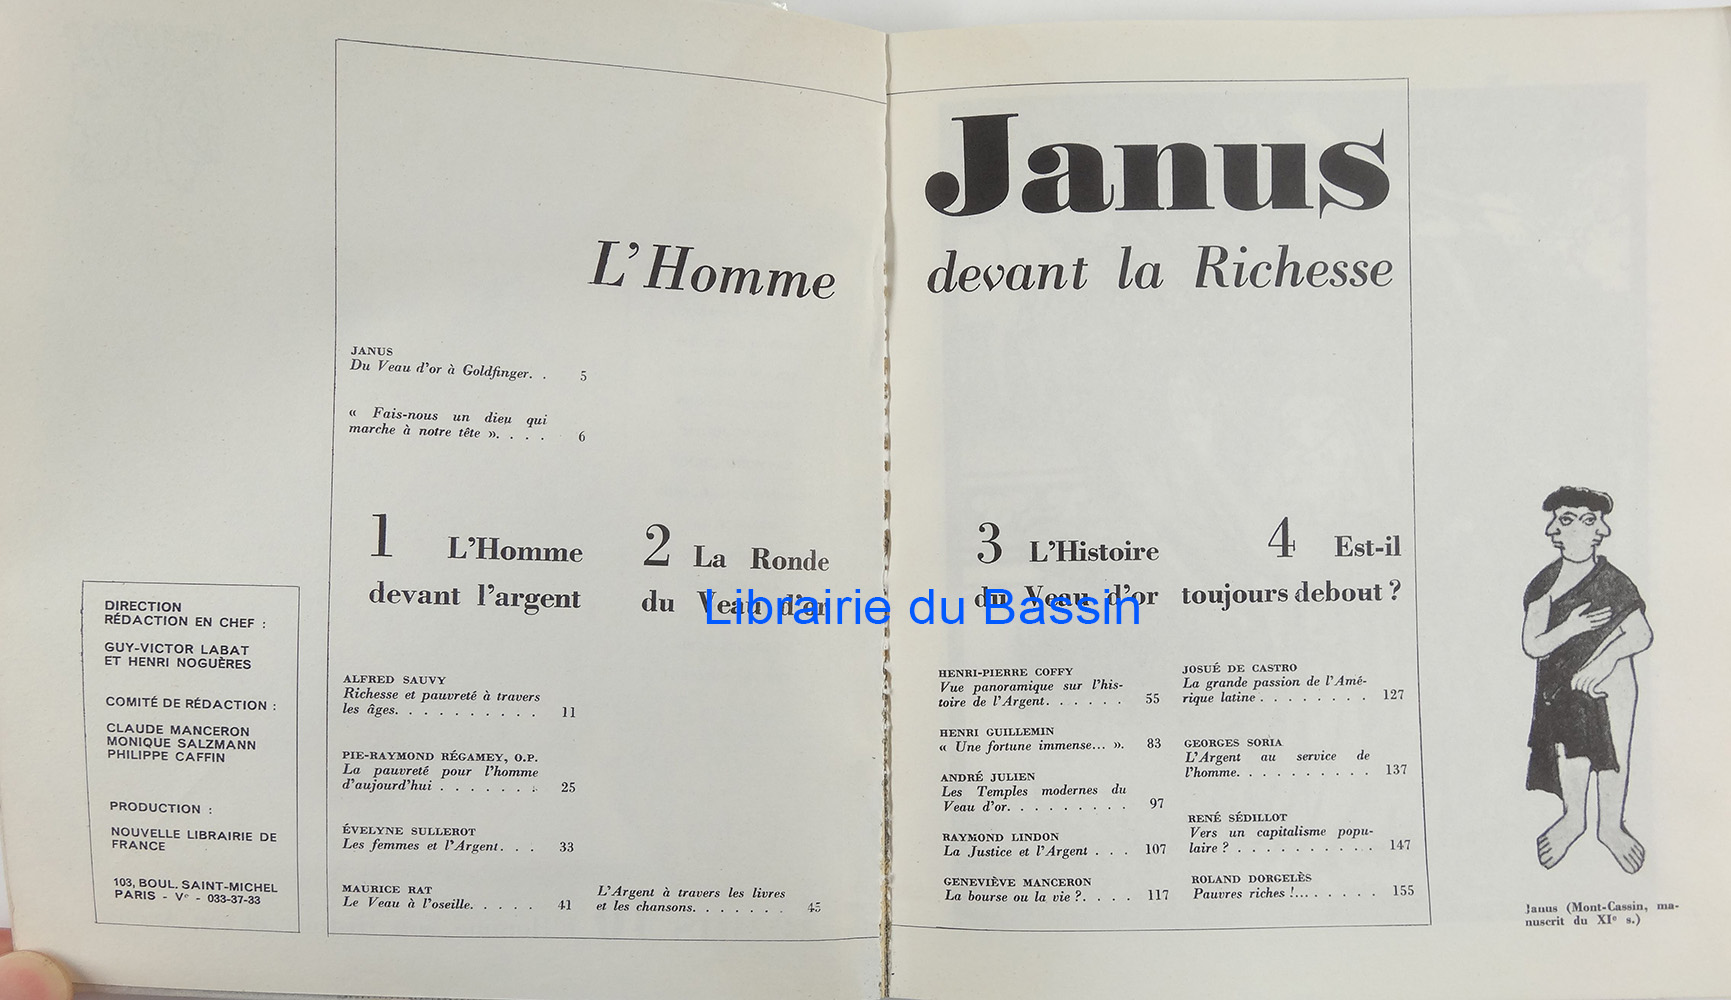 Janus
L'Homme
devant la Richesse
JANUS
Du Veau d'or à Goldfinger. . 5
« Fais-nous un dieu qui
marche à notre tête ». . . . 6
1 L'Homme
devant l'argent
2 La Ronde
du Veau d'or
3 L'Histoire
du Veau d'or
4 Est-il
toujours debout ?
Librairie du Bassin
DIRECTION
RÉDACTION EN CHEF :
GUY-VICTOR LABAT
ET HENRI NOGUÈRES
COMITÉ DE RÉDACTION :
CLAUDE MANCERON
MONIQUE SALZMANN
PHILIPPE CAFFIN
PRODUCTION :
NOUVELLE LIBRAIRIE DE
FRANCE
103, BOUL. SAINT-MICHEL
PARIS - Ve - 033-37-33
ALFRED SAUVY
Richesse et pauvreté à travers
les âges. . . . . . . . . . 11
PIE-RAYMOND RÉGAMEY, O.P.
La pauvreté pour l'homme
d'aujourd'hui . . . . . . . 25
ÉVELYNE SULLEROT
Les femmes et l'Argent. . . 33
MAURICE RAT
Le Veau à l'oseille. . . . . 41
L'Argent à travers les livres
et les chansons. . . . . . . 45
HENRI-PIERRE COFFY
Vue panoramique sur l'his-
toire de l'Argent. . . . . . 55
HENRI GUILLEMIN
« Une fortune immense... ». 83
ANDRÉ JULIEN
Les Temples modernes du
Veau d'or. . . . . . . . . 97
RAYMOND LINDON
La Justice et l'Argent . . . 107
GENEVIÈVE MANCERON
La bourse ou la vie ?. . . . 117
JOSUÉ DE CASTRO
La grande passion de l'Amé-
rique latine . . . . . . . . 127
GEORGES SORIA
L'Argent au service de
l'homme. . . . . . . . . . 137
RENÉ SÉDILLOT
Vers un capitalisme popu-
laire ? . . . . . . . . . . 147
ROLAND DORGELÈS
Pauvres riches !... . . . . . 155
Janus (Mont-Cassin, ma-
nuscrit du XIe s.)